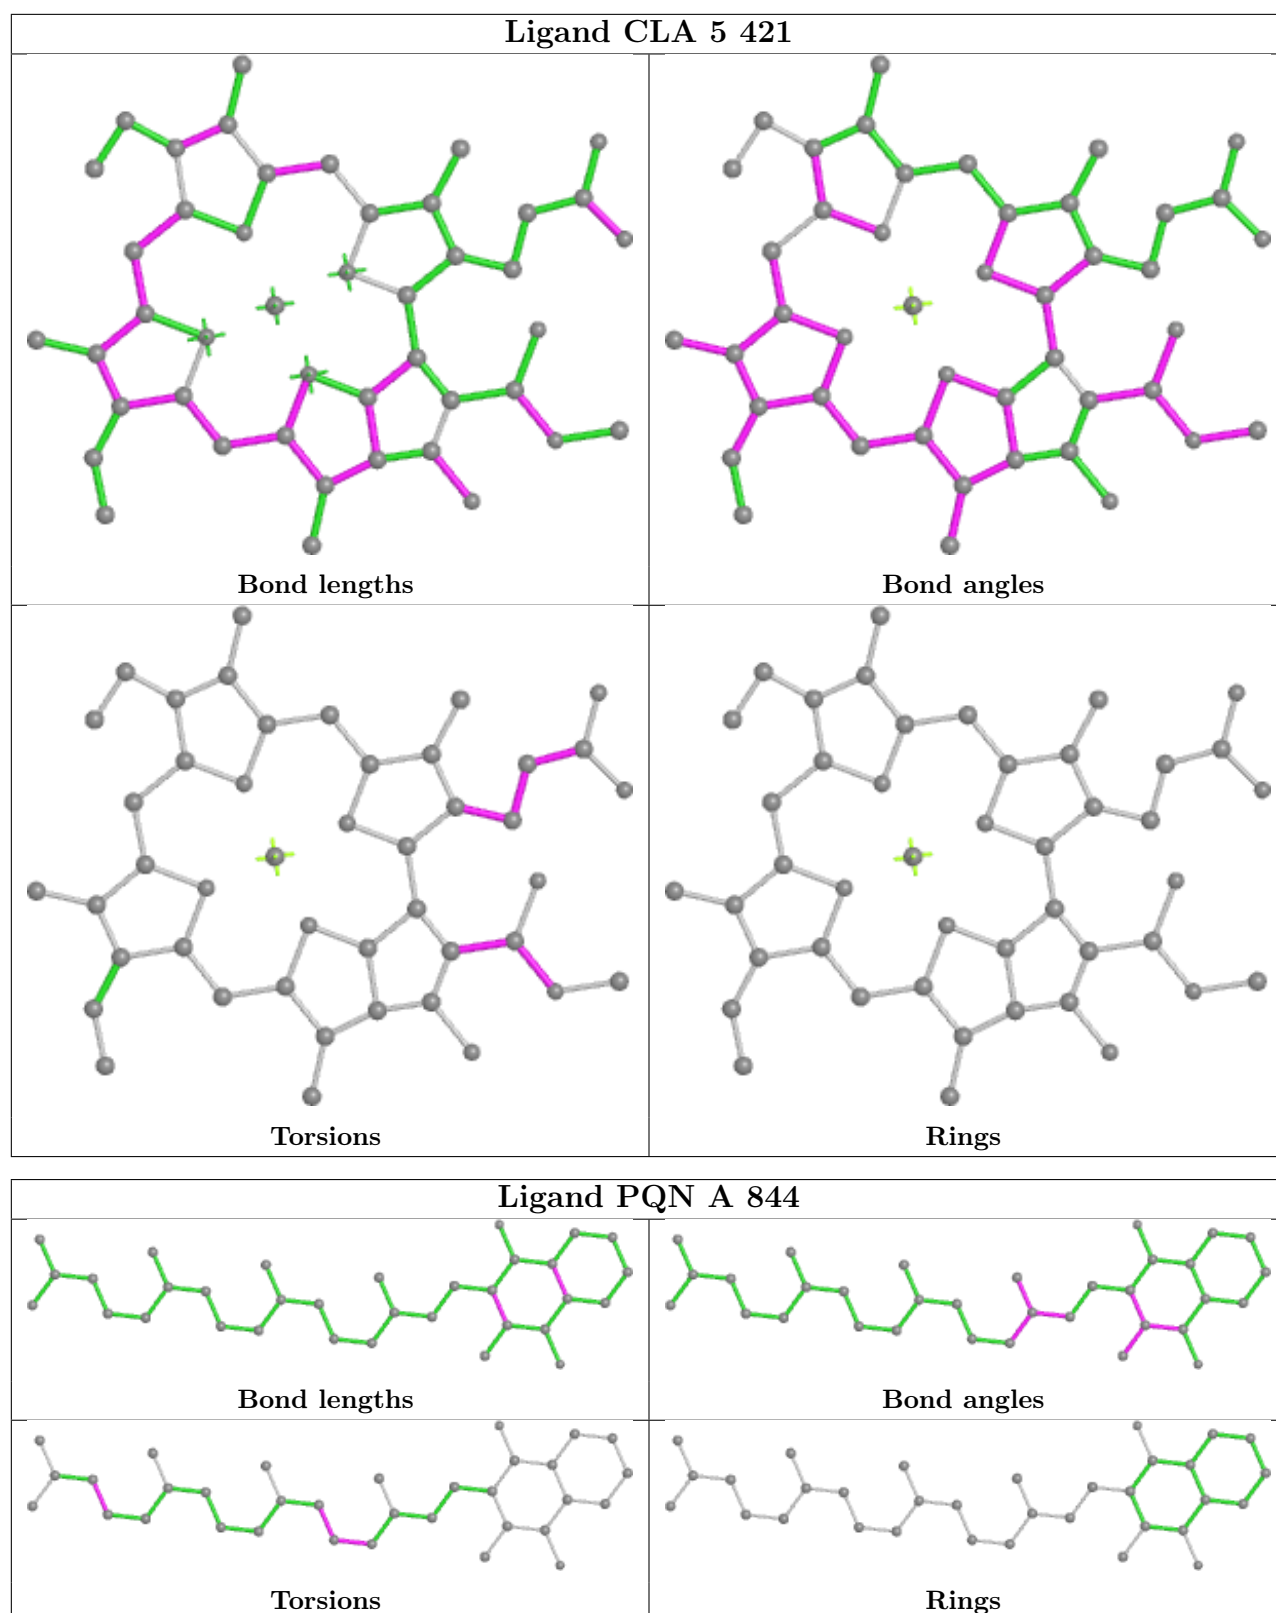 Ligand CLA 5 421
Bond lengths
Bond angles
Torsions
Rings
Ligand PQN A 844
Bond lengths
Bond angles
Torsions
Rings